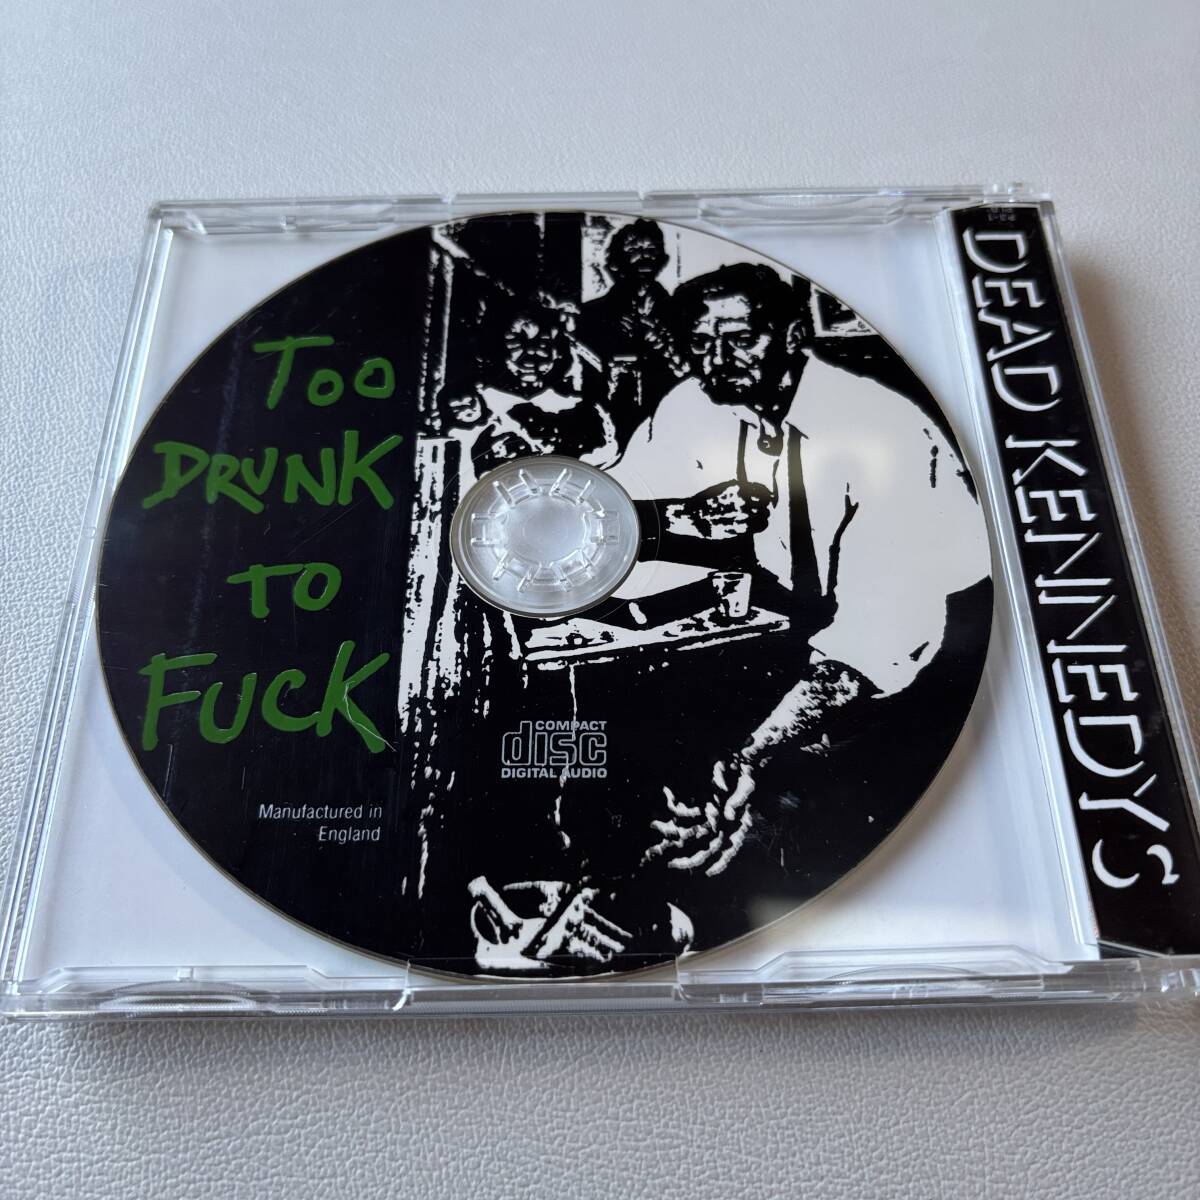 TOO
DRUNK
TO
FUCK
Manufactured in
England
COMPACT
disc
DIGITAL AUDIO
DEAD KENNEDYS